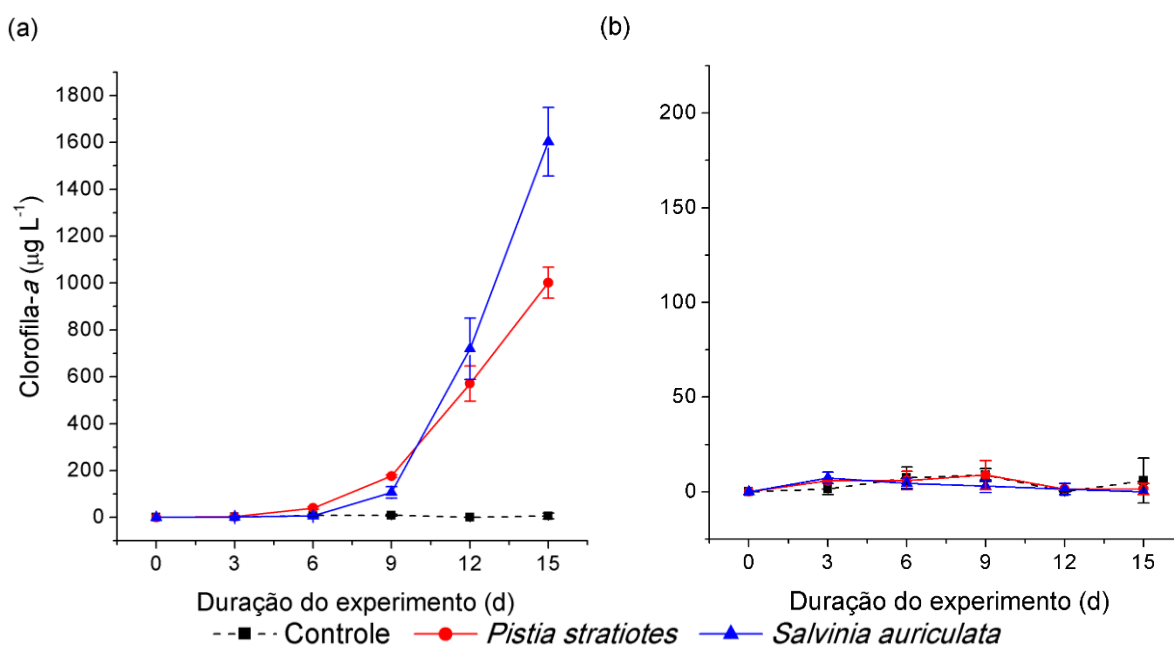 (a)
(b)
1800
1600
1400
1200
1000
800
600
400
200
0
Clorofila-a (µg L⁻¹)
0 3 6 9 12 15
Duração do experimento (d)
200
150
100
50
0
0 3 6 9 12 15
Duração do experimento (d)
Controle Pistia stratiotes Salvinia auriculata